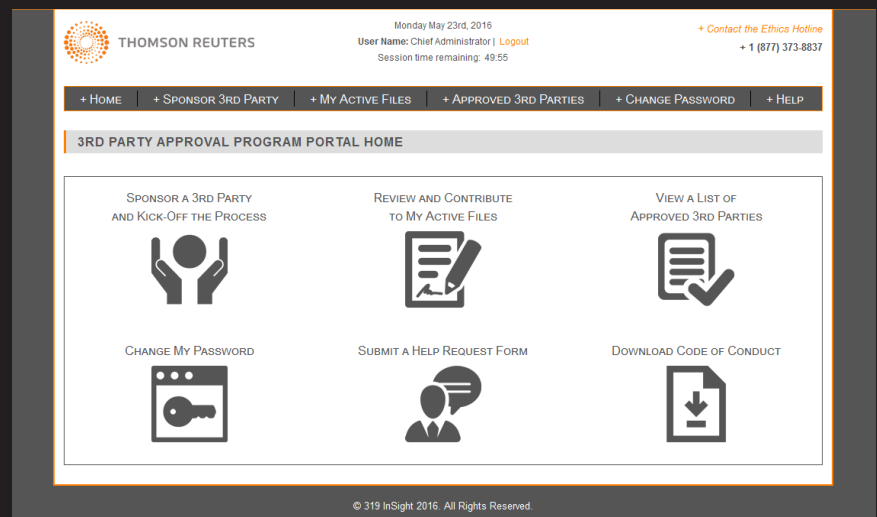 THOMSON REUTERS
Monday May 23rd, 2016
User Name: Chief Administrator | Logout
Session time remaining: 49:55
+ Contact the Ethics Hotline
+ 1 (877) 373-8837
+ Home + Sponsor 3rd Party + My Active Files + Approved 3rd Parties + Change Password + Help
3RD PARTY APPROVAL PROGRAM PORTAL HOME
Sponsor a 3rd Party
and Kick-Off the Process
Review and Contribute
to My Active Files
View a List of
Approved 3rd Parties
Change My Password
Submit a Help Request Form
Download Code of Conduct
© 319 InSight 2016. All Rights Reserved.